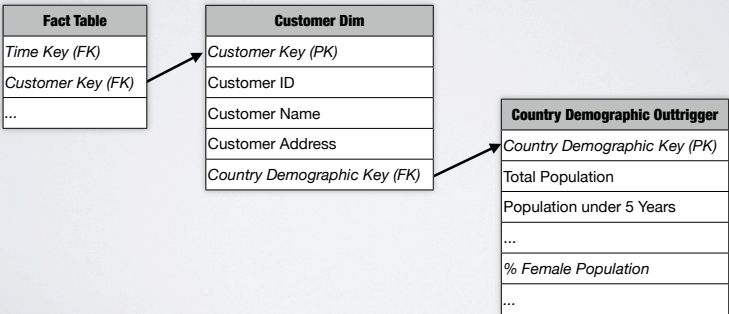 Fact Table
Time Key (FK)
Customer Key (FK)
...
Customer Dim
Customer Key (PK)
Customer ID
Customer Name
Customer Address
Country Demographic Key (FK)
Country Demographic Outtrigger
Country Demographic Key (PK)
Total Population
Population under 5 Years
...
% Female Population
...